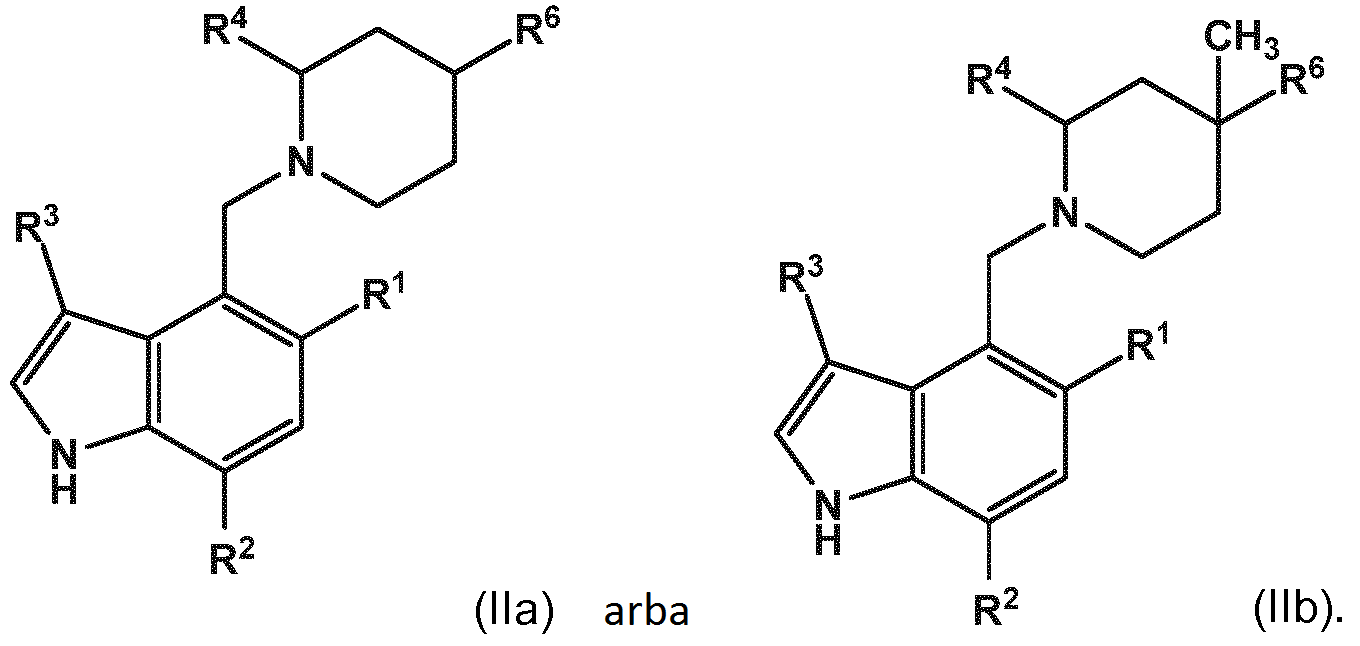 R⁴ R⁶
N
R³
R¹
N
H
R²
(IIa) arba
CH₃
R⁴ R⁶
N
R³
R¹
N
H
R²
(IIb).